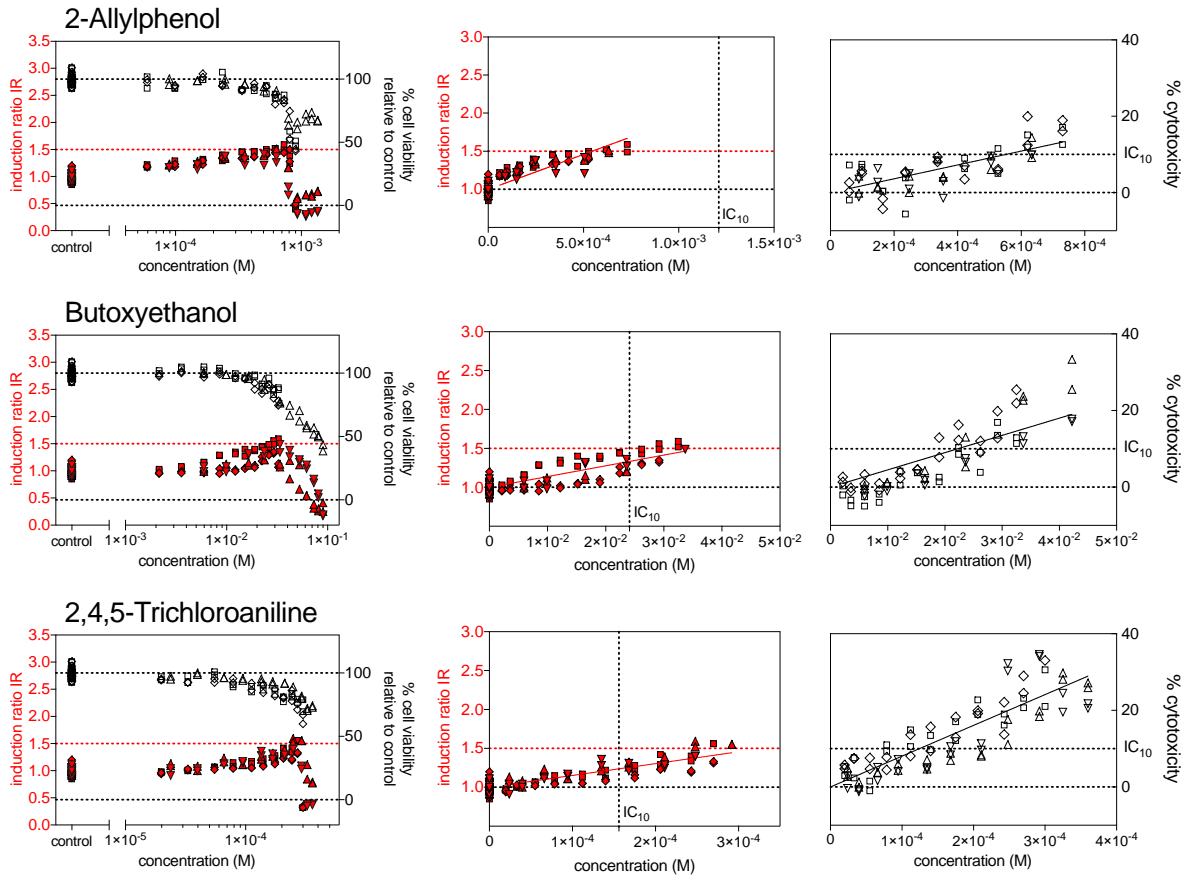 2-Allylphenol
3.5
3.0
2.5
2.0
1.5
1.0
0.5
0.0
induction ratio IR
100
50
0
% cell viability
relative to control
control
1×10⁻⁴
1×10⁻³
concentration (M)
3.0
2.5
2.0
1.5
1.0
induction ratio IR
IC₁₀
0.0
5.0×10⁻⁴
1.0×10⁻³
1.5×10⁻³
concentration (M)
40
20
IC₁₀
0
% cytotoxicity
2×10⁻⁴
4×10⁻⁴
6×10⁻⁴
8×10⁻⁴
concentration (M)
Butoxyethanol
3.5
3.0
2.5
2.0
1.5
1.0
0.5
0.0
induction ratio IR
100
50
0
% cell viability
relative to control
control
1×10⁻³
1×10⁻²
1×10⁻¹
concentration (M)
3.0
2.5
2.0
1.5
1.0
induction ratio IR
IC₁₀
0
1×10⁻²
2×10⁻²
3×10⁻²
4×10⁻²
5×10⁻²
concentration (M)
40
20
IC₁₀
0
% cytotoxicity
1×10⁻²
2×10⁻²
3×10⁻²
4×10⁻²
5×10⁻²
concentration (M)
2,4,5-Trichloroaniline
3.5
3.0
2.5
2.0
1.5
1.0
0.5
0.0
induction ratio IR
100
50
0
% cell viability
relative to control
control
1×10⁻⁵
1×10⁻⁴
concentration (M)
3.0
2.5
2.0
1.5
1.0
induction ratio IR
IC₁₀
0
1×10⁻⁴
2×10⁻⁴
3×10⁻⁴
concentration (M)
40
20
IC₁₀
0
% cytotoxicity
0
1×10⁻⁴
2×10⁻⁴
3×10⁻⁴
4×10⁻⁴
concentration (M)